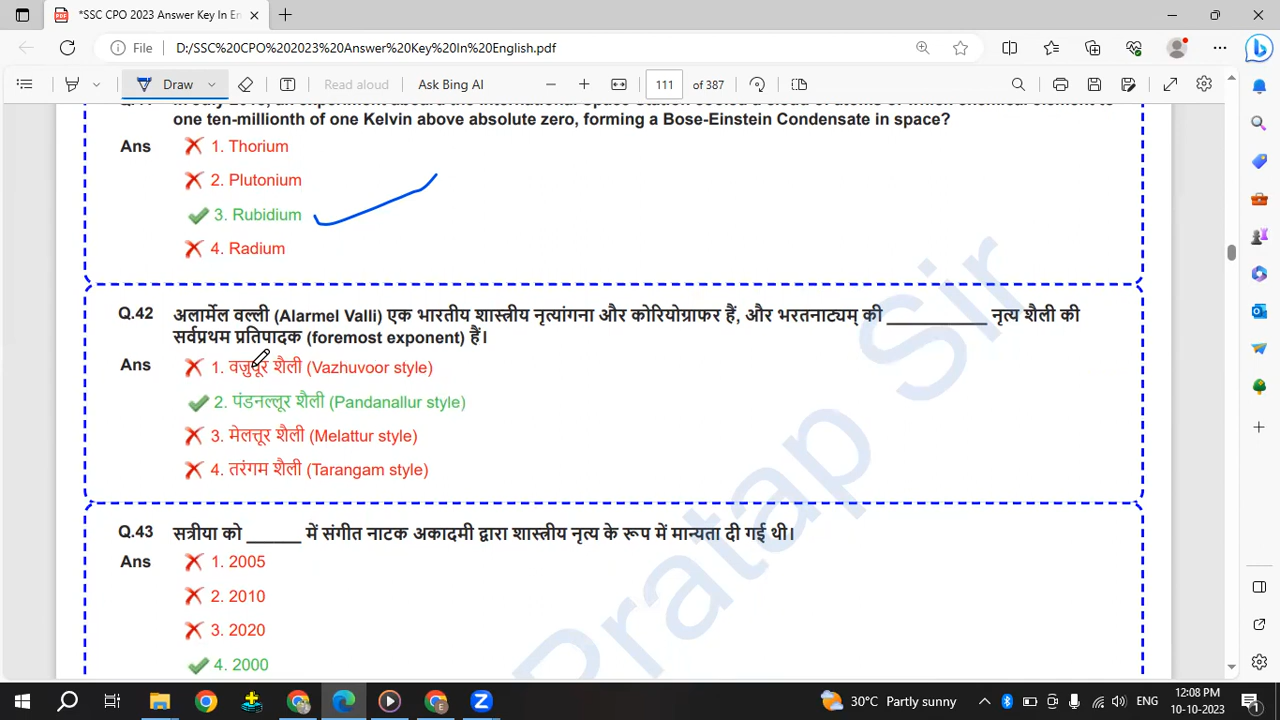 *SSC CPO 2023 Answer Key In En
File D:/SSC%20CPO%202023%20Answer%20Key%20In%20English.pdf
Draw Read aloud Ask Bing AI 111 of 387
one ten-millionth of one Kelvin above absolute zero, forming a Bose-Einstein Condensate in space?
Ans 1. Thorium
2. Plutonium
3. Rubidium
4. Radium
Q.42 अलार्मेल वल्ली (Alarmel Valli) एक भारतीय शास्त्रीय नृत्यांगना और कोरियोग्राफर हैं, और भरतनाट्यम् की __________ नृत्य शैली की
सर्वप्रथम प्रतिपादक (foremost exponent) हैं।
Ans 1. वज़ुवूर शैली (Vazhuvoor style)
2. पंडनल्लूर शैली (Pandanallur style)
3. मेलत्तूर शैली (Melattur style)
4. तरंगम शैली (Tarangam style)
Q.43 सत्रीया को ______ में संगीत नाटक अकादमी द्वारा शास्त्रीय नृत्य के रूप में मान्यता दी गई थी।
Ans 1. 2005
2. 2010
3. 2020
4. 2000
Pratap Sir
30°C Partly sunny ENG 12:08 PM
10-10-2023